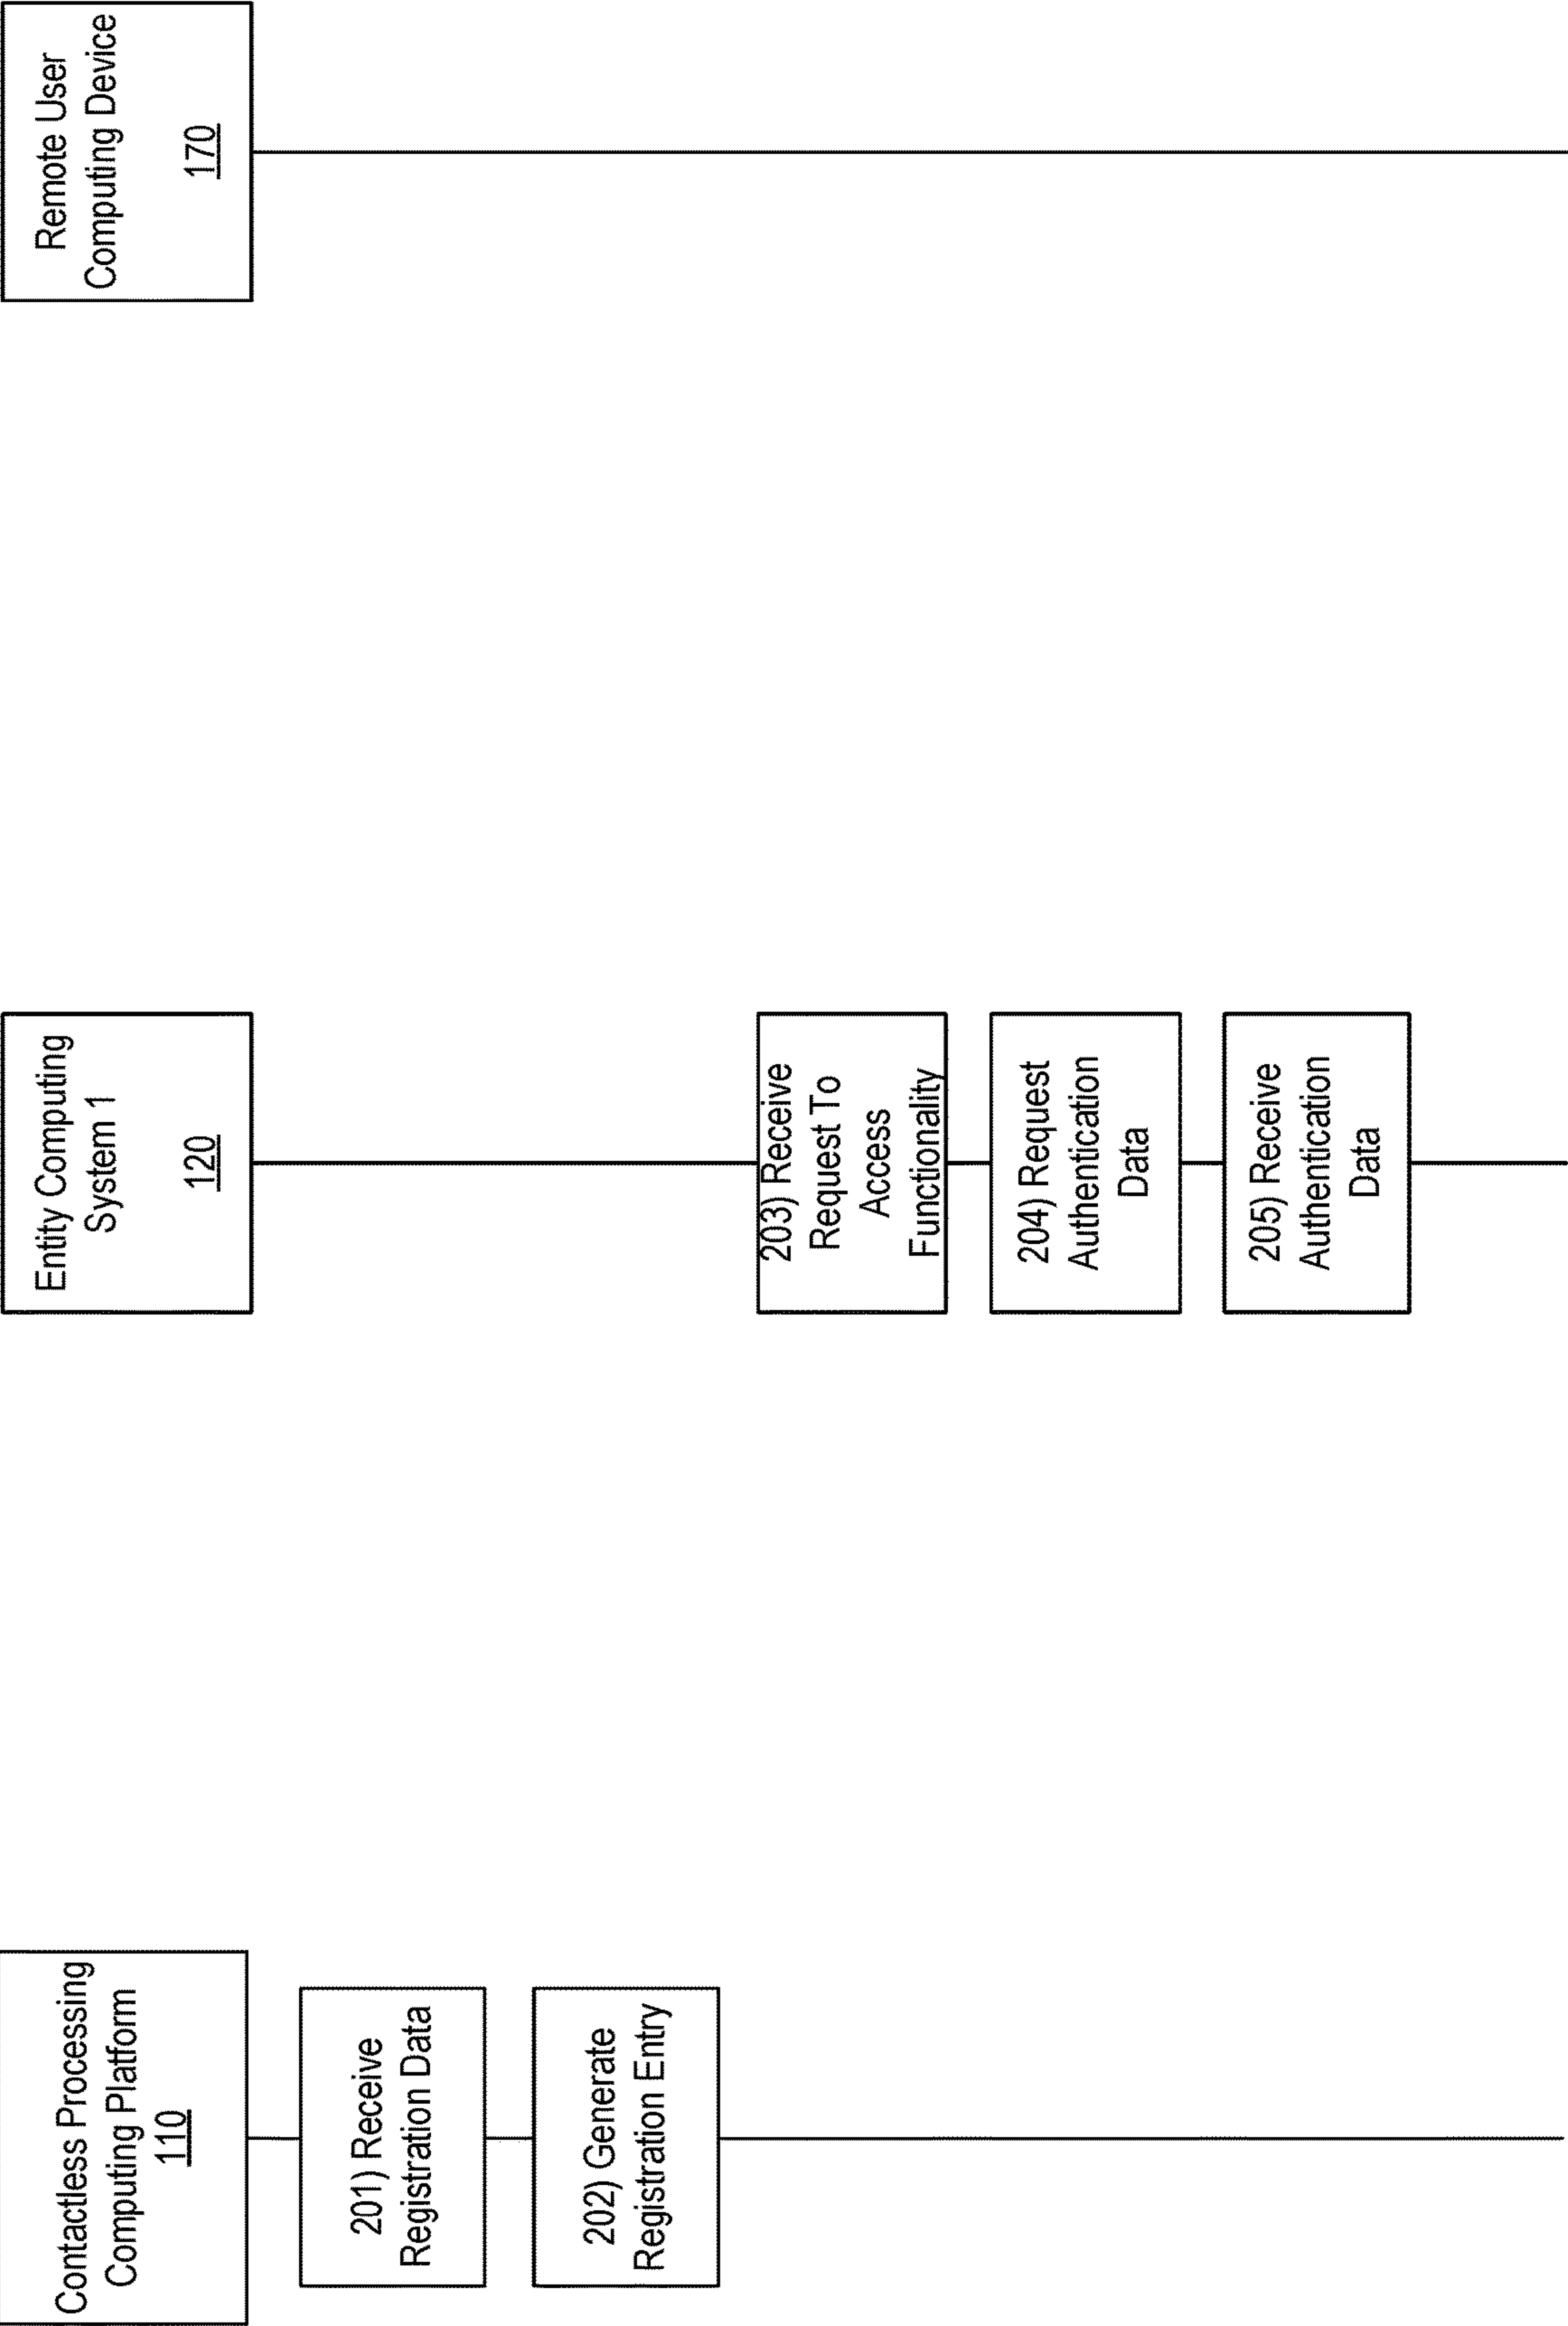 Contactless Processing
Computing Platform
110
Entity Computing
System 1
120
Remote User
Computing Device
170
201) Receive
Registration Data
202) Generate
Registration Entry
203) Receive
Request To
Access
Functionality
204) Request
Authentication
Data
205) Receive
Authentication
Data